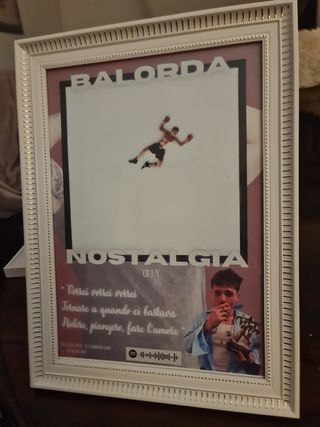 BALORDA
NOSTALGIA
OLLY
" Vorrei vorrei vorrei
Tornare a quando ci bastava
Ridere, piangere, fare l'amore "